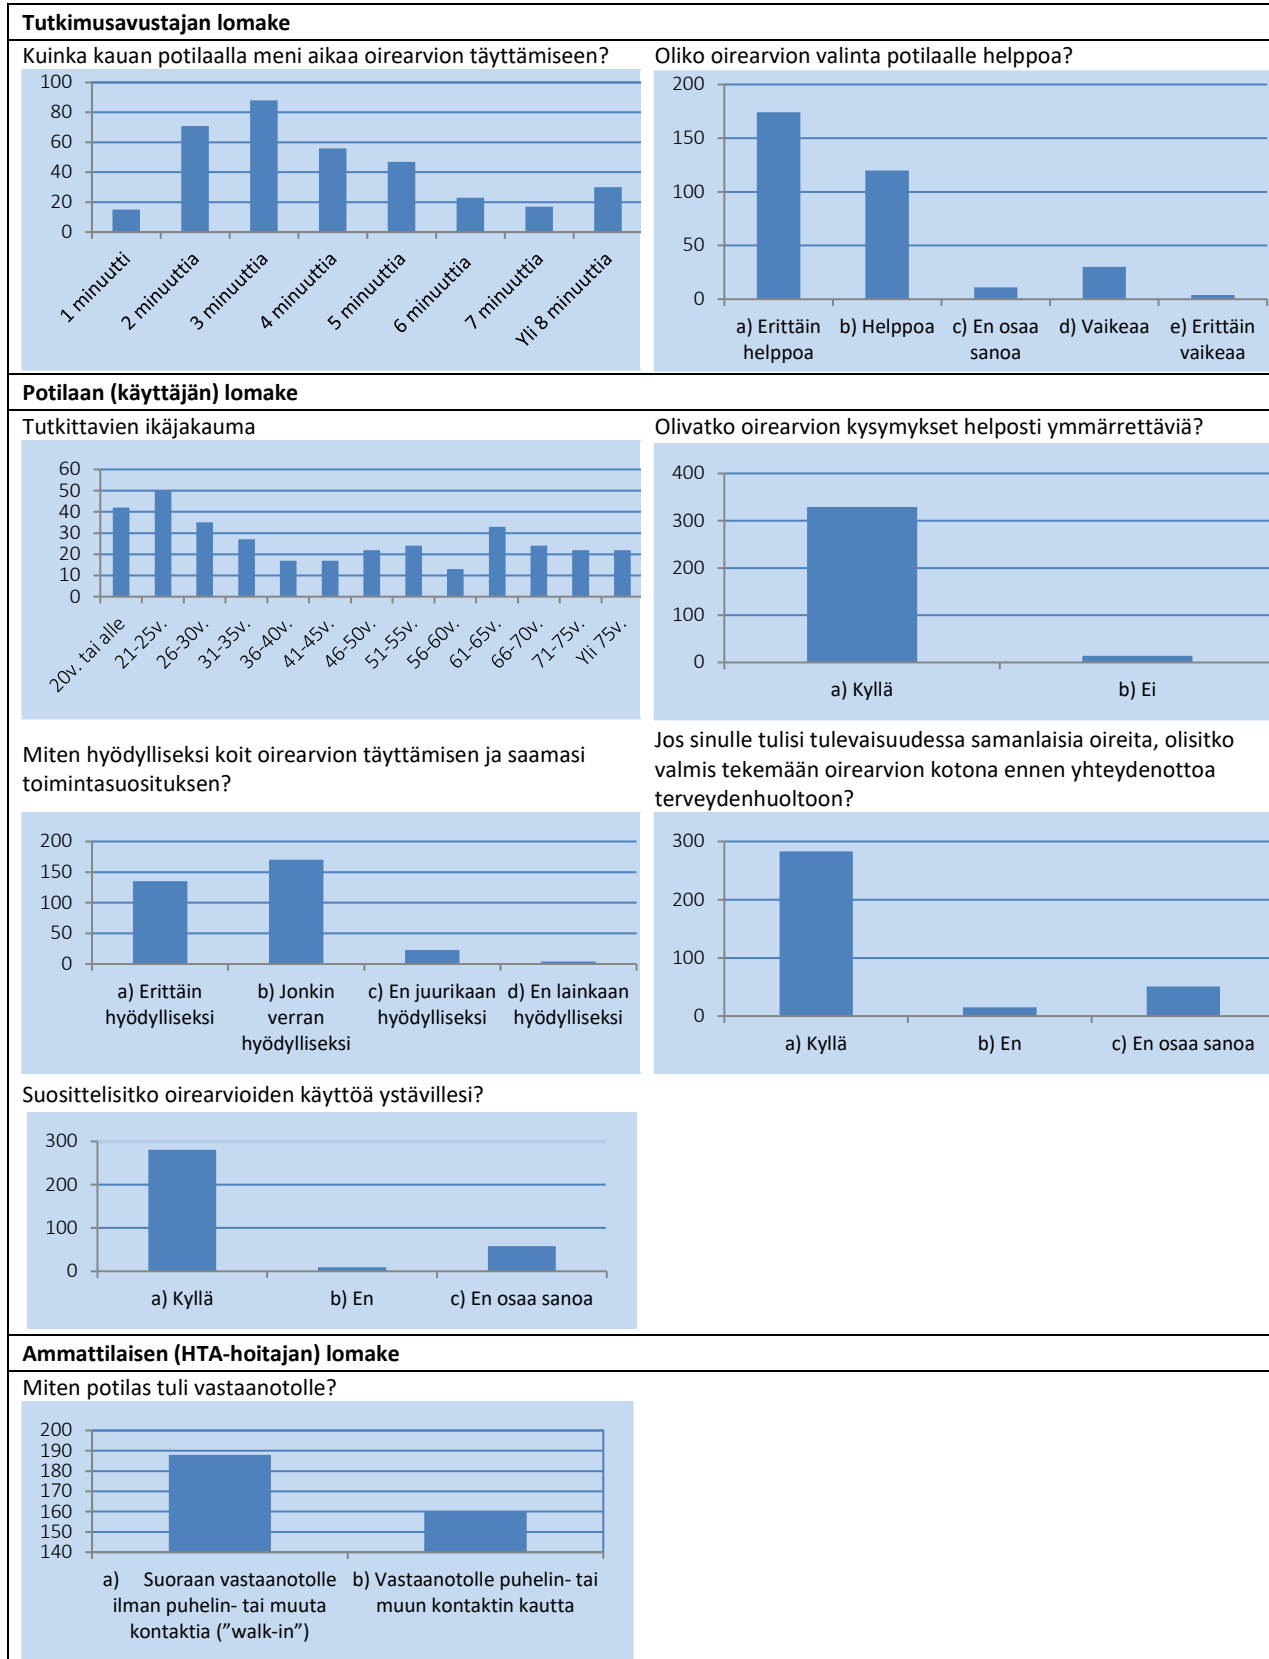 Tutkimusavustajan lomake
Kuinka kauan potilaalla meni aikaa oirearvion täyttämiseen?
100
80
60
40
20
0
1 minuutti
2 minuuttia
3 minuuttia
4 minuuttia
5 minuuttia
6 minuuttia
7 minuuttia
Yli 8 minuuttia
Oliko oirearvion valinta potilaalle helppoa?
200
150
100
50
0
a) Erittäin helppoa
b) Helppoa
c) En osaa sanoa
d) Vaikeaa
e) Erittäin vaikeaa
Potilaan (käyttäjän) lomake
Tutkittavien ikäjakauma
60
50
40
30
20
10
0
20v. tai alle
21-25v.
26-30v.
31-35v.
36-40v.
41-45v.
46-50v.
51-55v.
56-60v.
61-65v.
66-70v.
71-75v.
Yli 75v.
Olivatko oirearvion kysymykset helposti ymmärrettäviä?
400
300
200
100
0
a) Kyllä
b) Ei
Miten hyödylliseksi koit oirearvion täyttämisen ja saamasi
toimintasuosituksen?
200
150
100
50
0
a) Erittäin
hyödylliseksi
b) Jonkin
verran
hyödylliseksi
c) En juurikaan
hyödylliseksi
d) En lainkaan
hyödylliseksi
Jos sinulle tulisi tulevaisuudessa samanlaisia oireita, olisitko
valmis tekemään oirearvion kotona ennen yhteydenottoa
terveydenhuoltoon?
300
200
100
0
a) Kyllä
b) En
c) En osaa sanoa
Suosittelisitko oirearvioiden käyttöä ystävillesi?
300
200
100
0
a) Kyllä
b) En
c) En osaa sanoa
Ammattilaisen (HTA-hoitajan) lomake
Miten potilas tuli vastaanotolle?
200
190
180
170
160
150
140
a) Suoraan vastaanotolle
ilman puhelin- tai muuta
kontaktia (”walk-in”)
b) Vastaanotolle puhelin- tai
muun kontaktin kautta